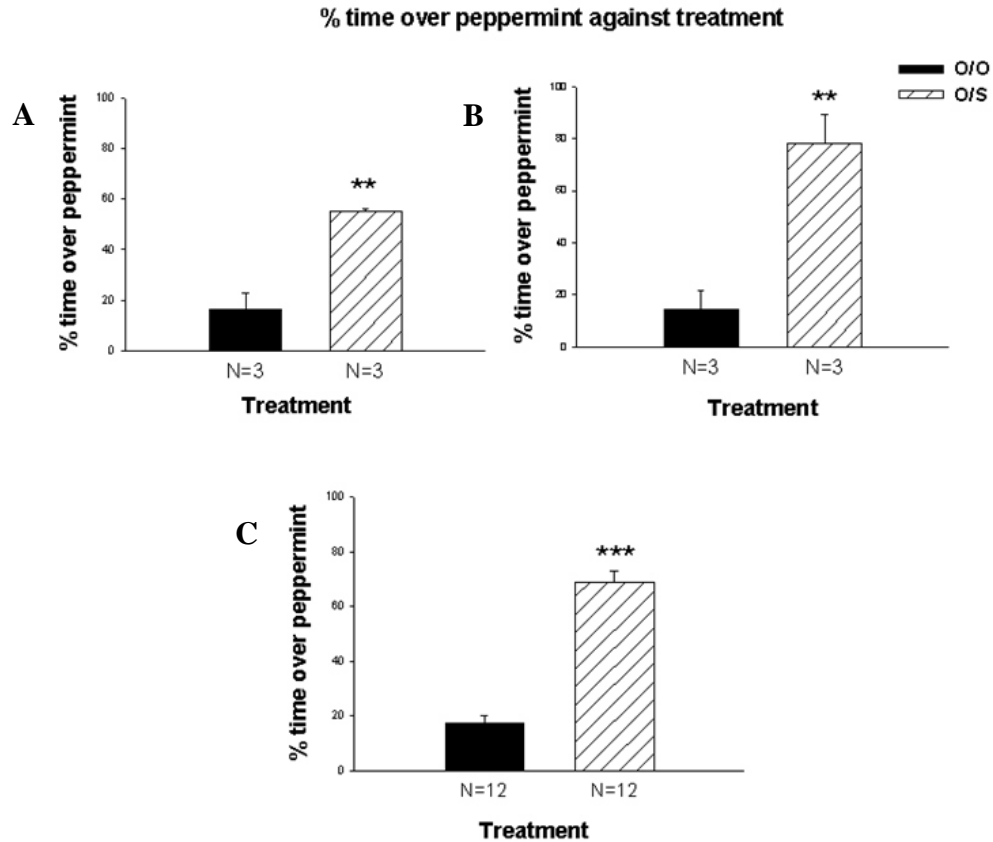 % time over peppermint against treatment
O/O
O/S
A
% time over peppermint
100
80
60
40
20
0
**
N=3
N=3
Treatment
B
% time over peppermint
100
80
60
40
20
0
**
N=3
N=3
Treatment
C
% time over peppermint
100
80
60
40
20
0
***
N=12
N=12
Treatment